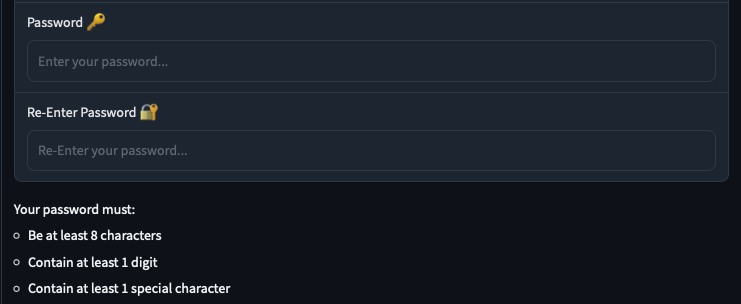 Password 🔑
Enter your password...
Re-Enter Password 🔐
Re-Enter your password...
Your password must:
Be at least 8 characters
Contain at least 1 digit
Contain at least 1 special character